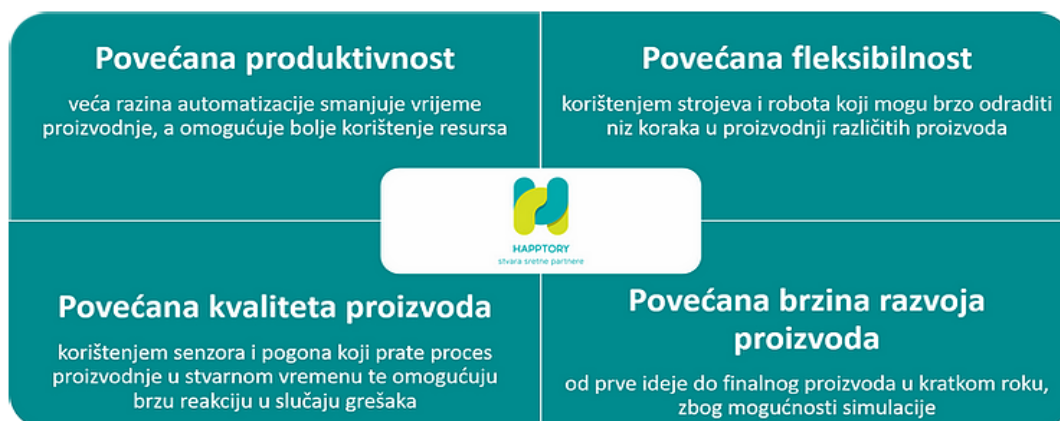 Povećana produktivnost
veća razina automatizacije smanjuje vrijeme
proizvodnje, a omogućuje bolje korištenje resursa
Povećana fleksibilnost
korištenjem strojeva i robota koji mogu brzo odraditi
niz koraka u proizvodnji različitih proizvoda
HAPPTORY
stvara sretne partnere
Povećana kvaliteta proizvoda
korištenjem senzora i pogona koji prate proces
proizvodnje u stvarnom vremenu te omogućuju
brzu reakciju u slučaju grešaka
Povećana brzina razvoja
proizvoda
od prve ideje do finalnog proizvoda u kratkom roku,
zbog mogućnosti simulacije